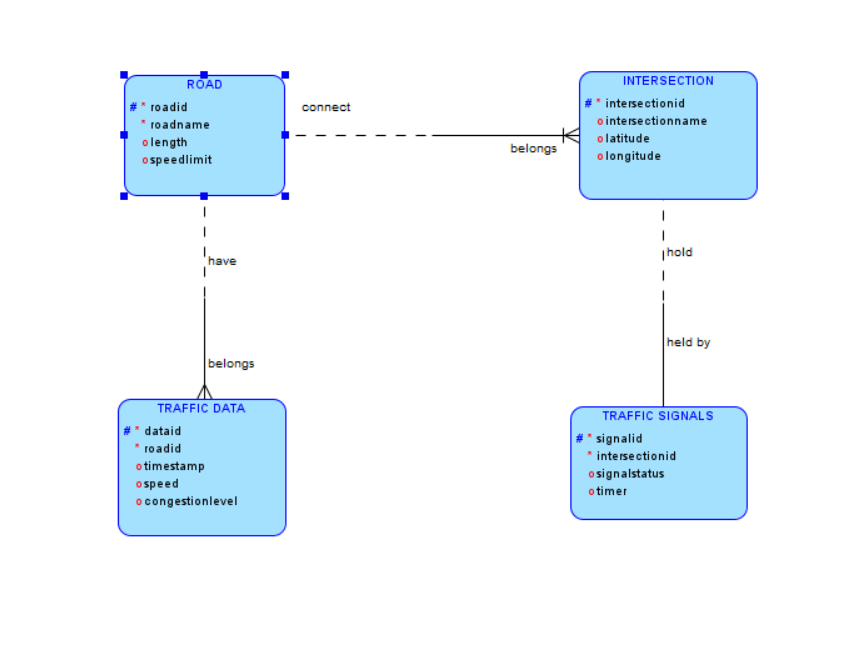 ROAD
# * roadid
* roadname
o length
o speedlimit
connect
belongs
INTERSECTION
# * intersectionid
o intersectionname
o latitude
o longitude
have
belongs
hold
held by
TRAFFIC DATA
# * dataid
* roadid
o timestamp
o speed
o congestionlevel
TRAFFIC SIGNALS
# * signalid
* intersectionid
o signalstatus
o timer